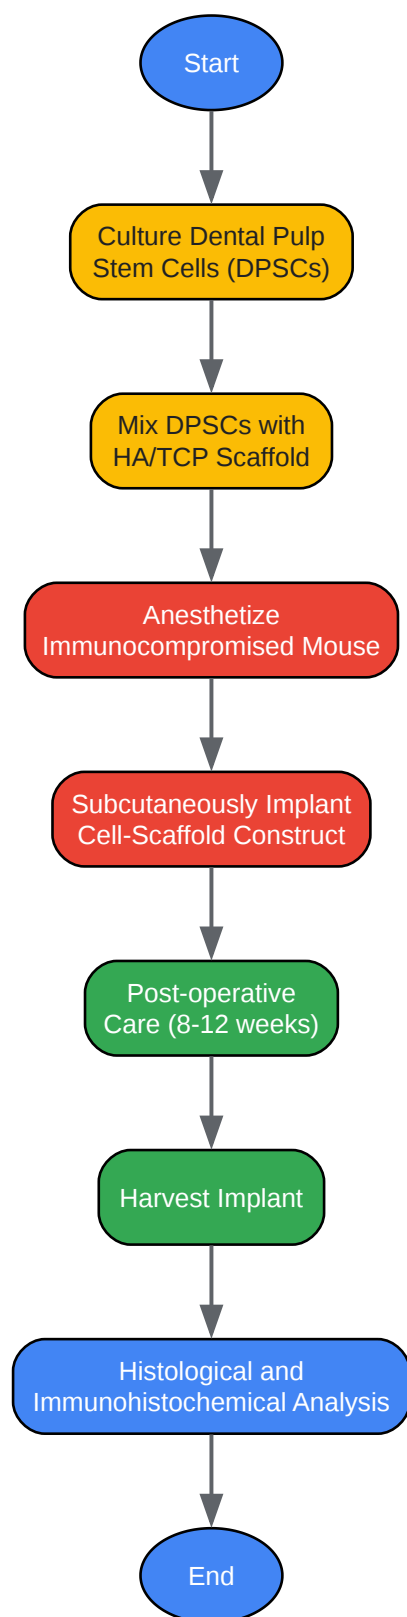 Start
Culture Dental Pulp
Stem Cells (DPSCs)
Mix DPSCs with
HA/TCP Scaffold
Anesthetize
Immunocompromised Mouse
Subcutaneously Implant
Cell-Scaffold Construct
Post-operative
Care (8-12 weeks)
Harvest Implant
Histological and
Immunohistochemical Analysis
End